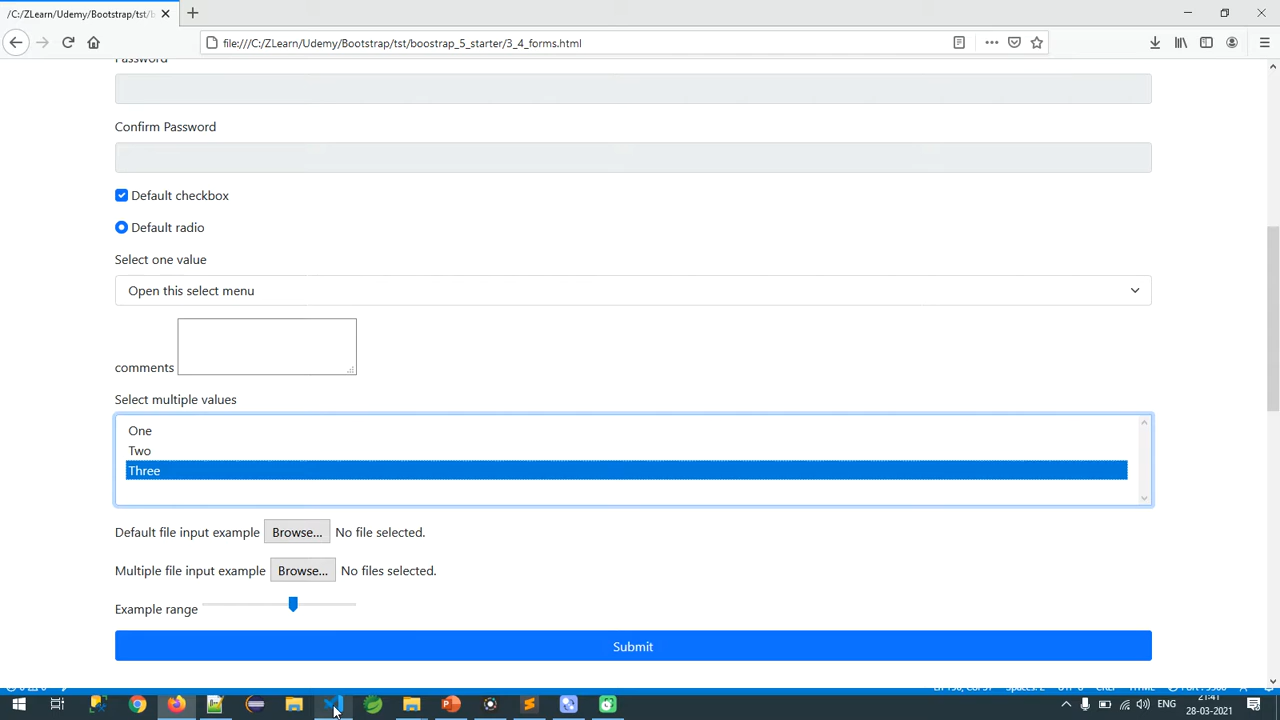 /C:/ZLearn/Udemy/Bootstrap/tst/b
file:///C:/ZLearn/Udemy/Bootstrap/tst/boostrap_5_starter/3_4_forms.html
Password
Confirm Password
Default checkbox
Default radio
Select one value
Open this select menu
comments
Select multiple values
One
Two
Three
Default file input example Browse... No file selected.
Multiple file input example Browse... No files selected.
Example range
Submit
ENG
21:41
28-03-2021